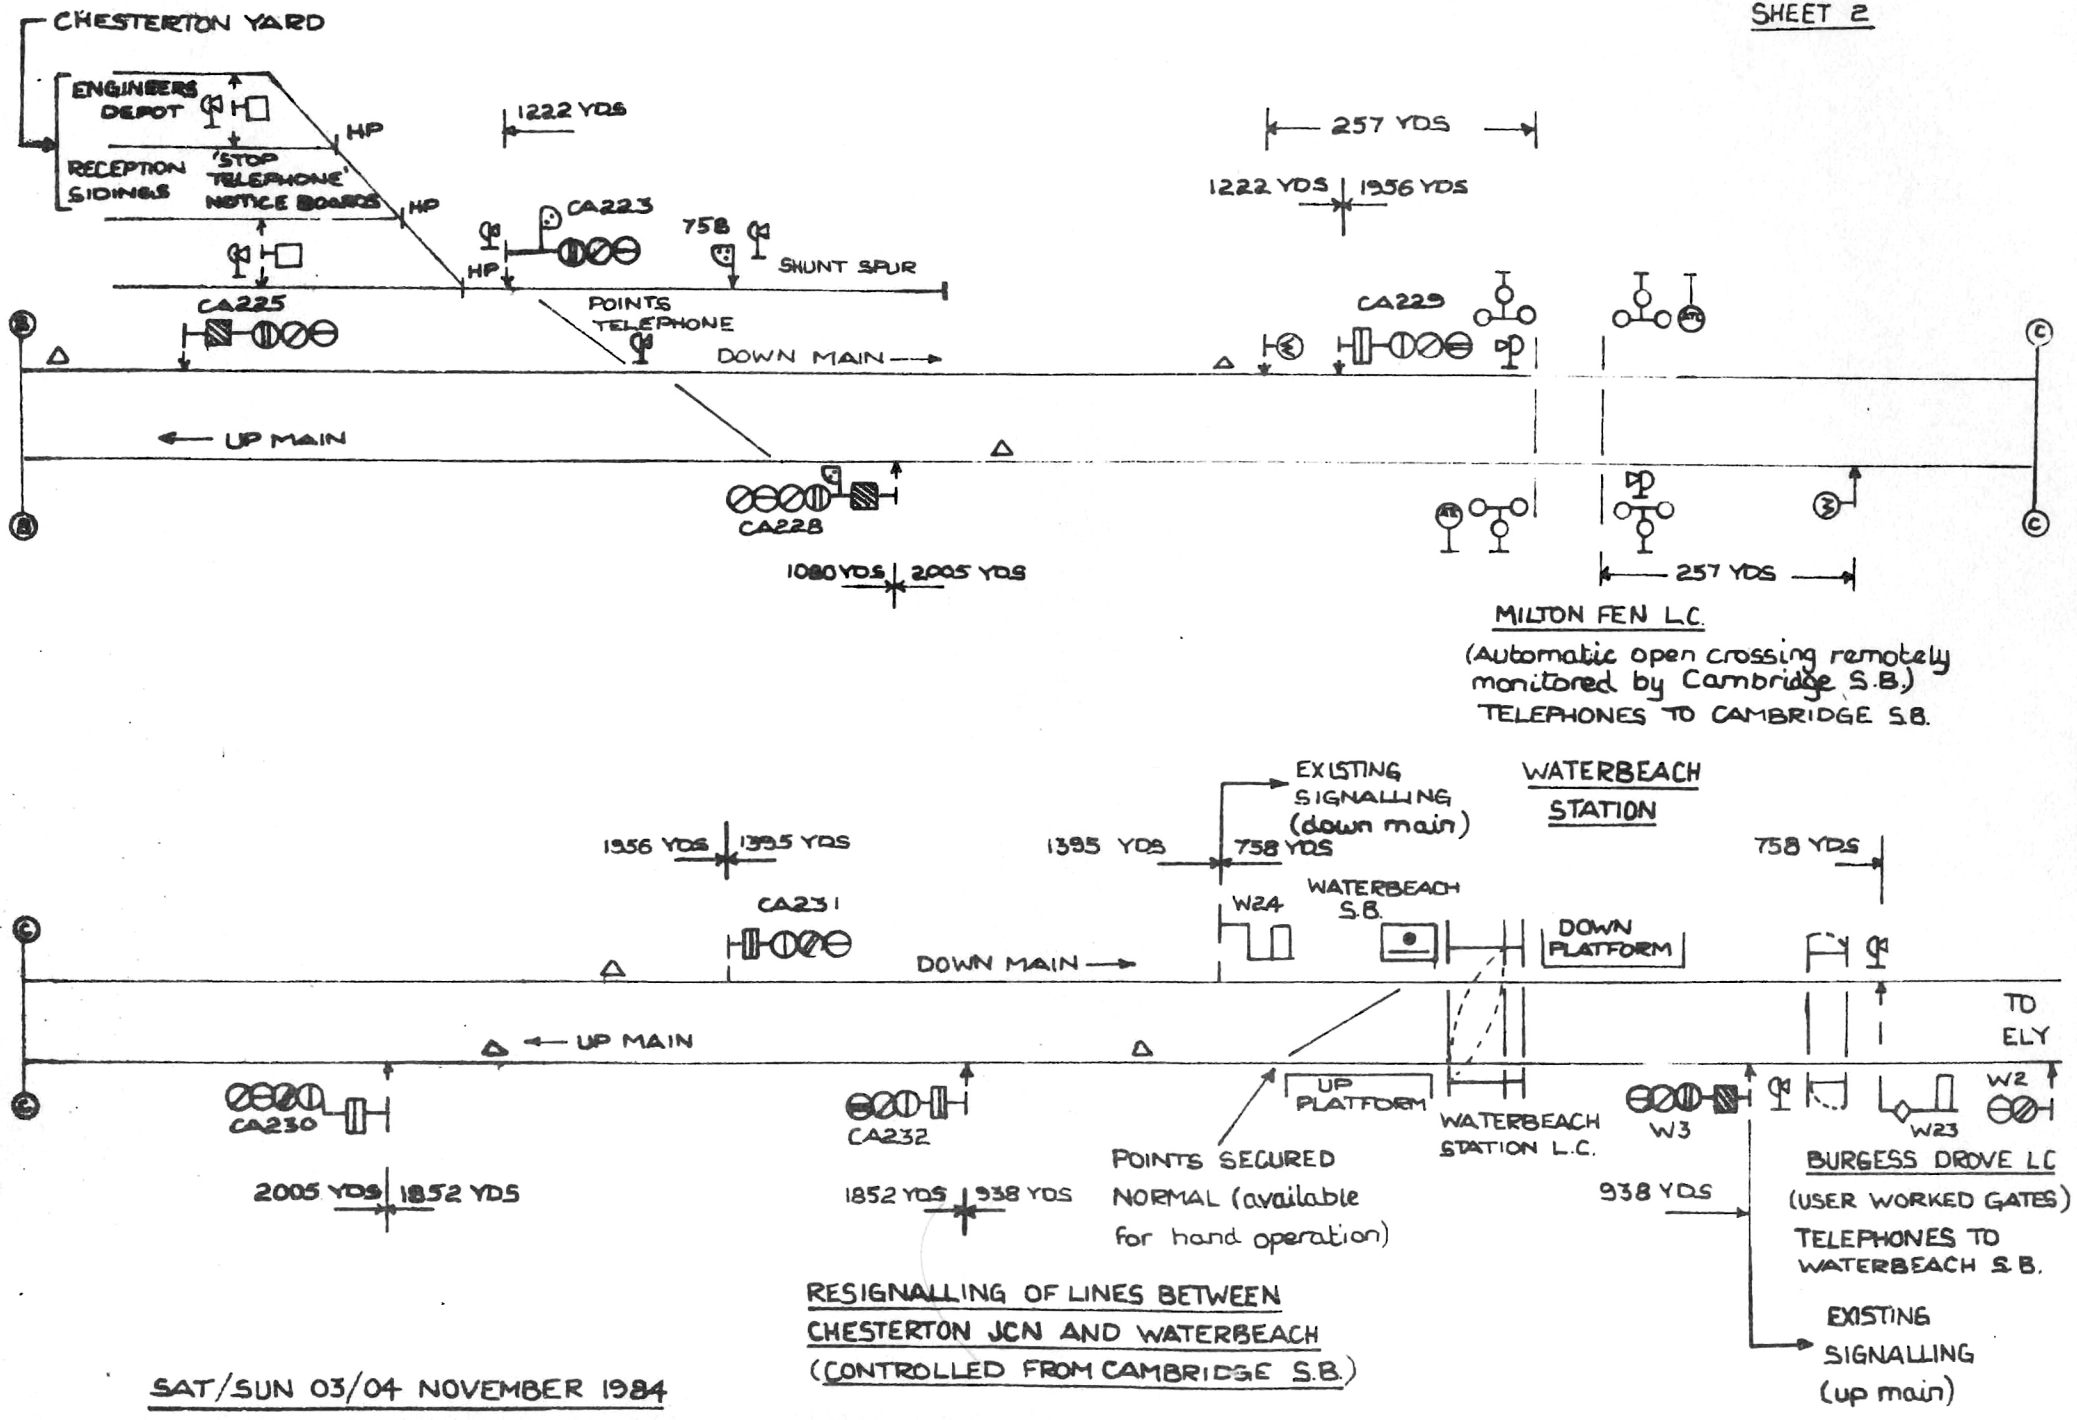 SHEET 2
CHESTERTON YARD
ENGINEERS
DEPOT
HP
RECEPTION
SIDINGS
'STOP
TELEPHONE'
NOTICE BOARDS
HP
HP
1222 YDS
CA223
758
SHUNT SPUR
257 YDS
1222 YDS
1956 YDS
CA225
POINTS
TELEPHONE
DOWN MAIN
CA229
ATC
B
C
UP MAIN
CA228
B
C
1080 YDS
2005 YDS
257 YDS
MILTON FEN L.C.
(Automatic open crossing remotely
monitored by Cambridge S.B.)
TELEPHONES TO CAMBRIDGE S.B.
EXISTING
SIGNALLING
(down main)
WATERBEACH
STATION
1956 YDS
1395 YDS
1395 YDS
758 YDS
758 YDS
CA231
W24
WATERBEACH
S.B.
DOWN
PLATFORM
C
DOWN MAIN
TO
ELY
UP MAIN
C
CA230
CA232
UP
PLATFORM
WATERBEACH
STATION L.C.
W3
W23
W2
2005 YDS
1852 YDS
1852 YDS
938 YDS
POINTS SECURED
NORMAL (available
for hand operation)
938 YDS
BURGESS DROVE LC
(USER WORKED GATES)
TELEPHONES TO
WATERBEACH S.B.
EXISTING
SIGNALLING
(up main)
RESIGNALLING OF LINES BETWEEN
CHESTERTON JCN AND WATERBEACH
(CONTROLLED FROM CAMBRIDGE S.B.)
SAT/SUN 03/04 NOVEMBER 1984